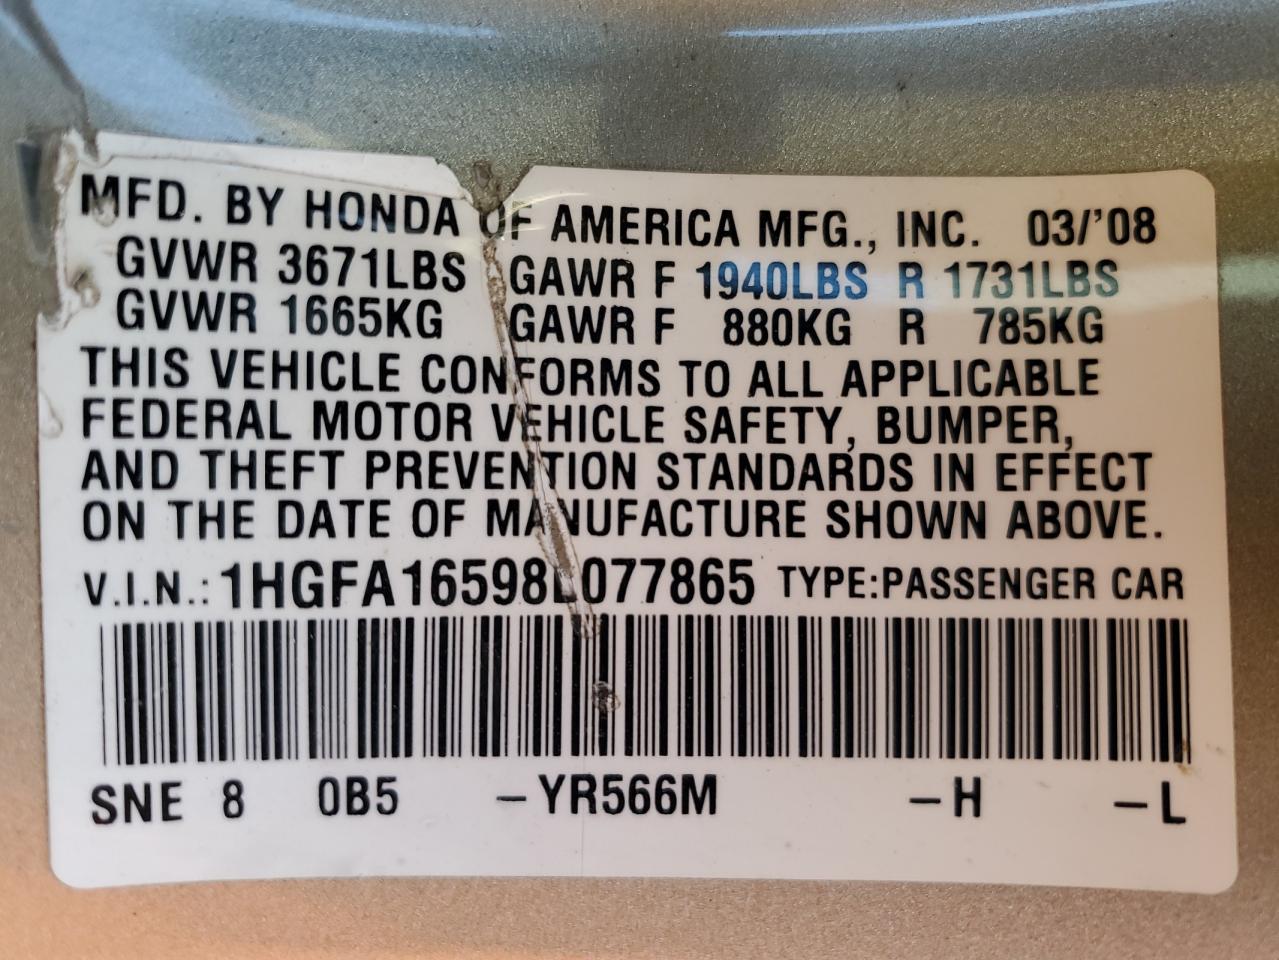 MFD. BY HONDA OF AMERICA MFG., INC. 03/'08
GVWR 3671LBS GAWR F 1940LBS R 1731LBS
GVWR 1665KG GAWR F 880KG R 785KG
THIS VEHICLE CONFORMS TO ALL APPLICABLE
FEDERAL MOTOR VEHICLE SAFETY, BUMPER,
AND THEFT PREVENTION STANDARDS IN EFFECT
ON THE DATE OF MANUFACTURE SHOWN ABOVE.
V.I.N.: 1HGFA16598L077865 TYPE:PASSENGER CAR
SNE 8 0B5 –YR566M –H –L